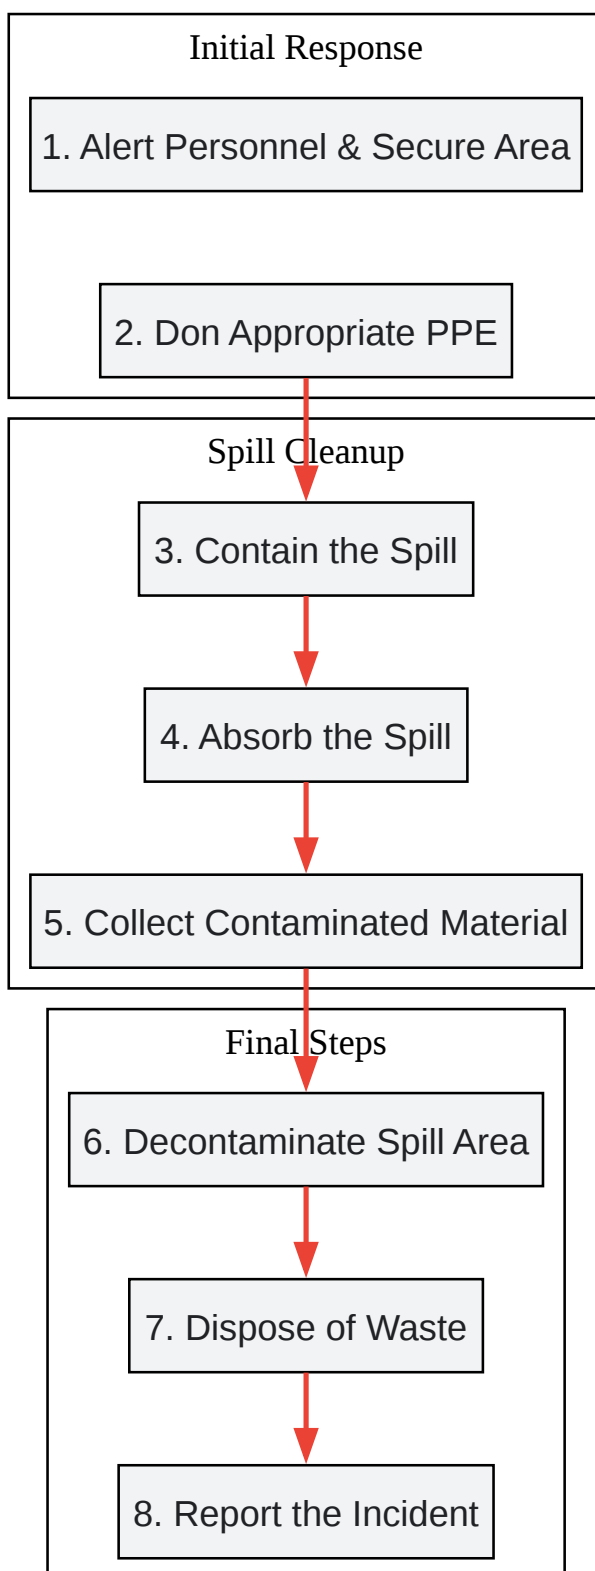 Initial Response
1. Alert Personnel & Secure Area
2. Don Appropriate PPE
Spill Cleanup
3. Contain the Spill
4. Absorb the Spill
5. Collect Contaminated Material
Final Steps
6. Decontaminate Spill Area
7. Dispose of Waste
8. Report the Incident